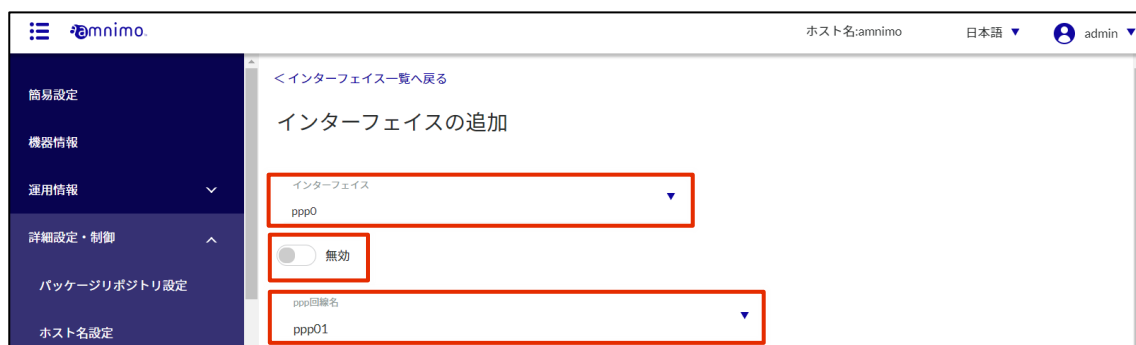 amnimo.
ホスト名:amnimo
日本語 ▼
admin ▼
簡易設定
機器情報
運用情報
詳細設定・制御
パッケージリポジトリ設定
ホスト名設定
<インターフェイス一覧へ戻る
インターフェイスの追加
インターフェイス
ppp0
無効
ppp回線名
ppp01